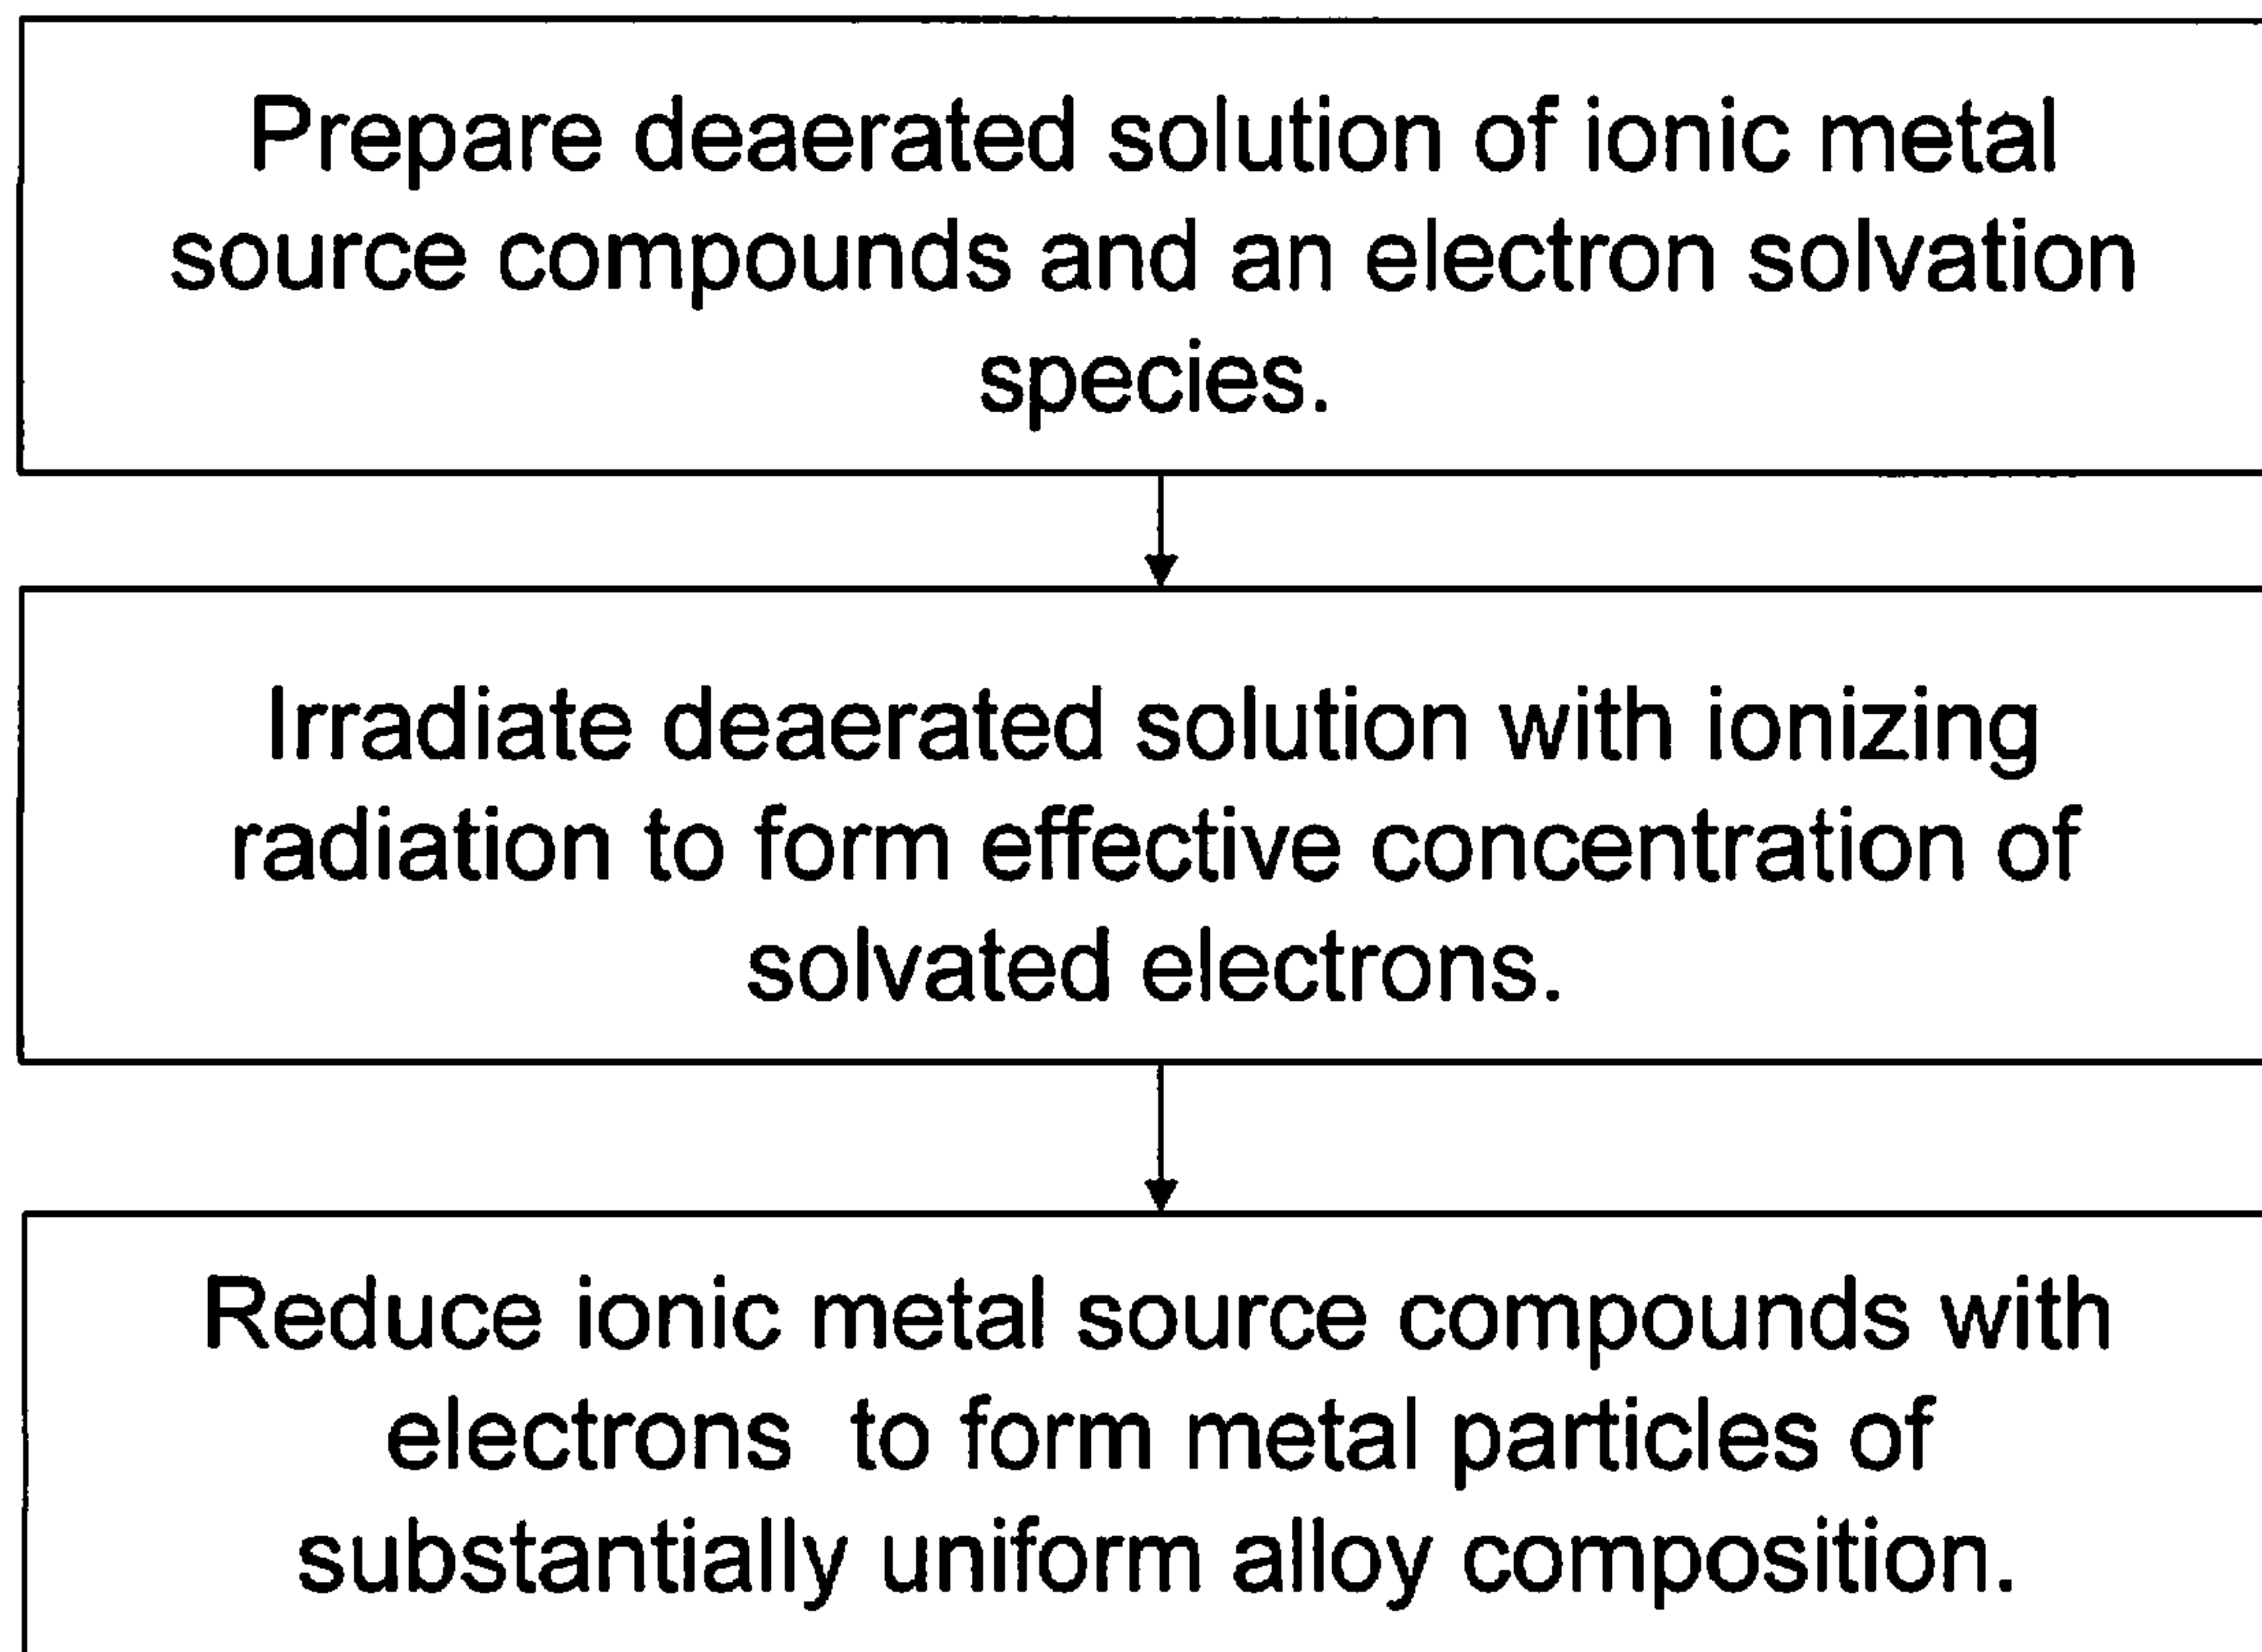 Prepare deaerated solution of ionic metal
source compounds and an electron solvation
species.
Irradiate deaerated solution with ionizing
radiation to form effective concentration of
solvated electrons.
Reduce ionic metal source compounds with
electrons  to form metal particles of
substantially uniform alloy composition.